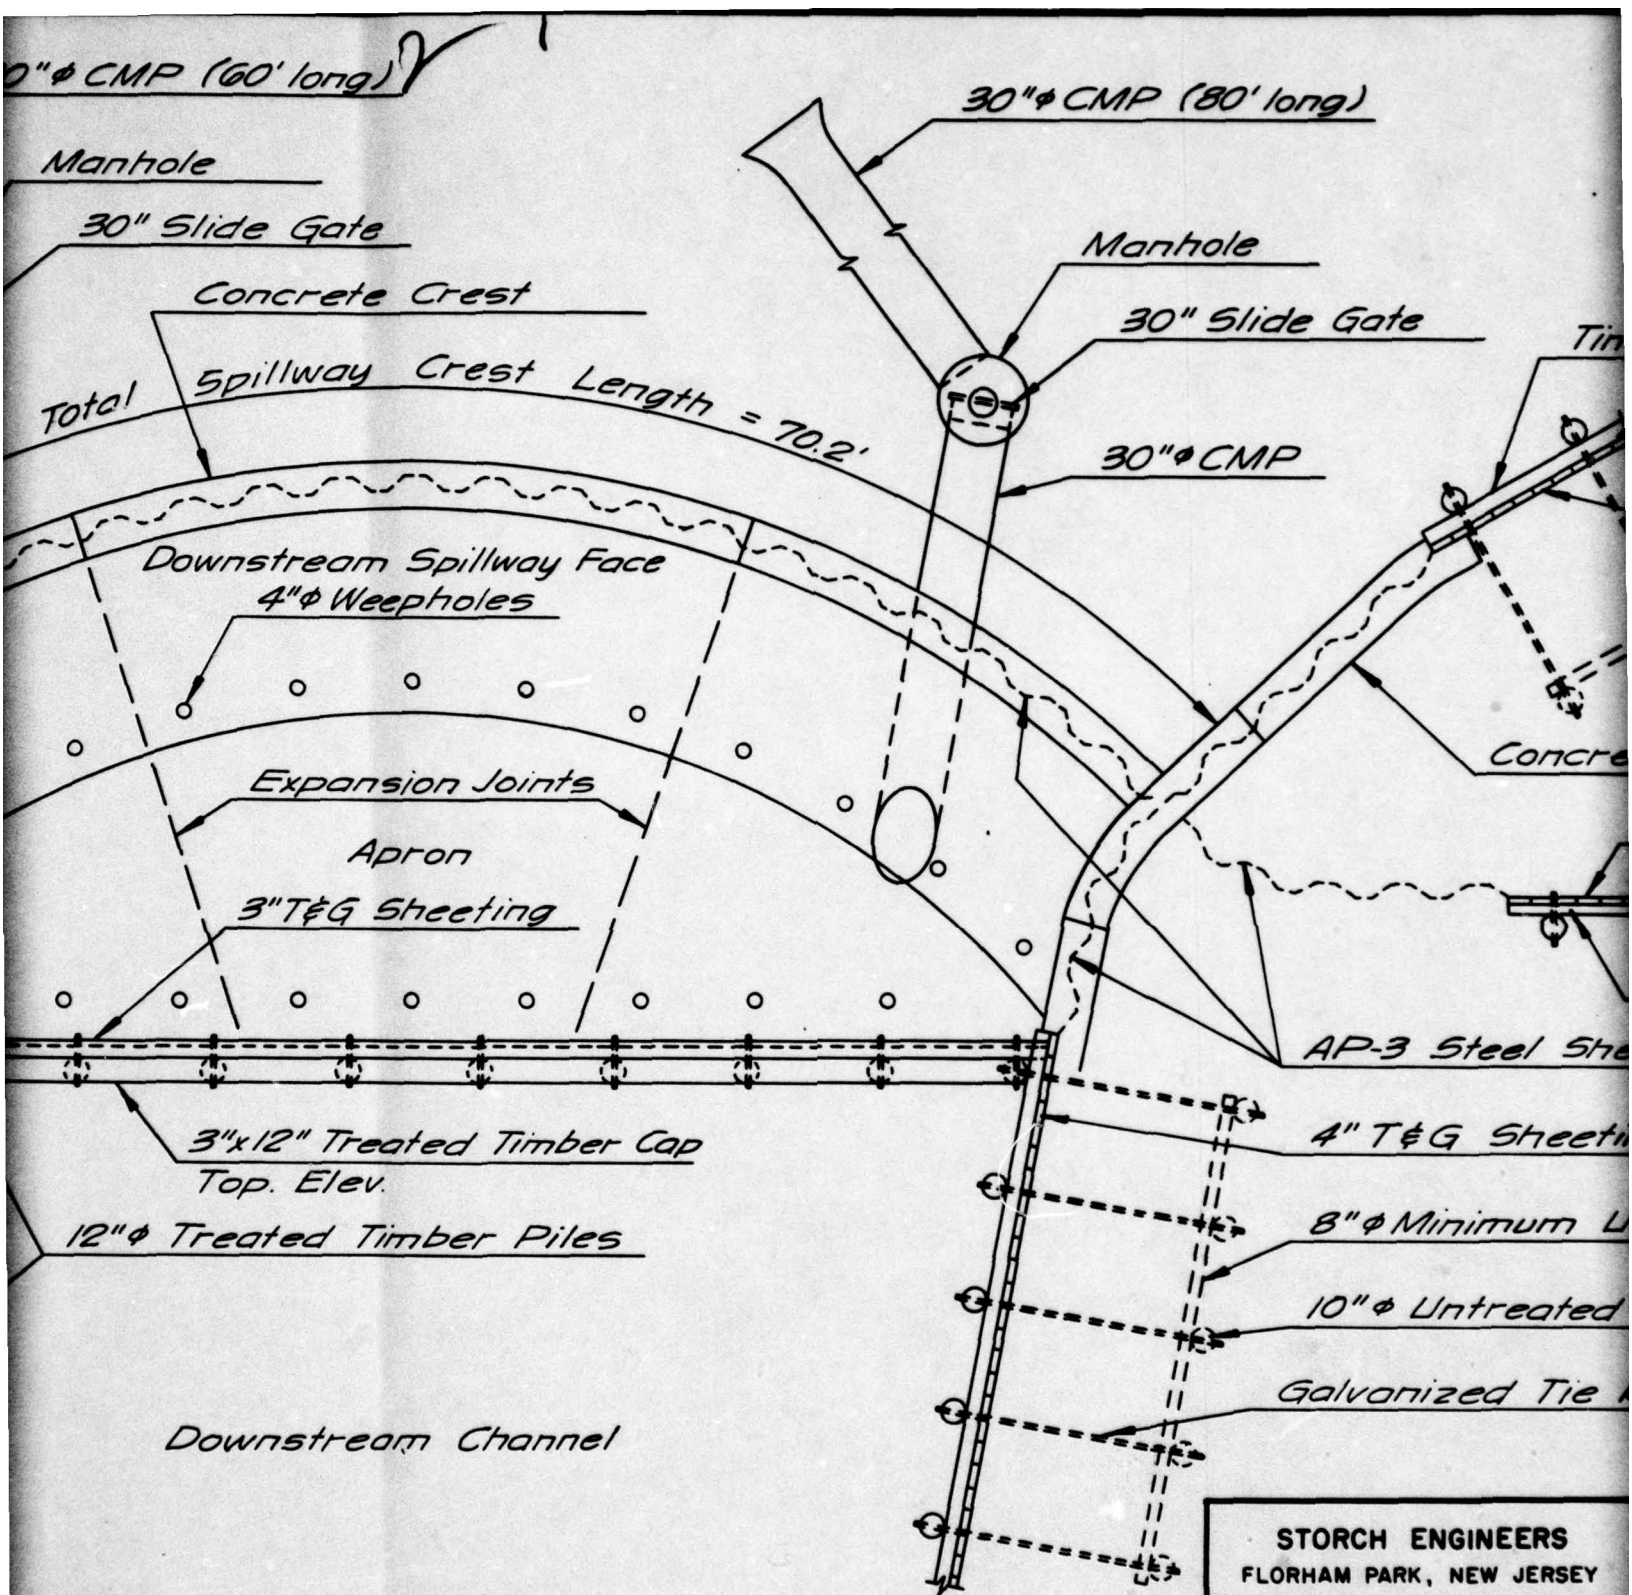 0"φ CMP (60' long)
30"φ CMP (80' long)
Manhole
30" Slide Gate
Manhole
Concrete Crest
30" Slide Gate
Total Spillway Crest Length = 70.2'
30"φ CMP
Downstream Spillway Face
4"φ Weepholes
Expansion Joints
Apron
3" T&G Sheeting
AP-3 Steel She
3"x12" Treated Timber Cap
Top. Elev.
4" T&G Sheeti
12"φ Treated Timber Piles
8"φ Minimum U
10"φ Untreated
Galvanized Tie
Downstream Channel
STORCH ENGINEERS
FLORHAM PARK, NEW JERSEY